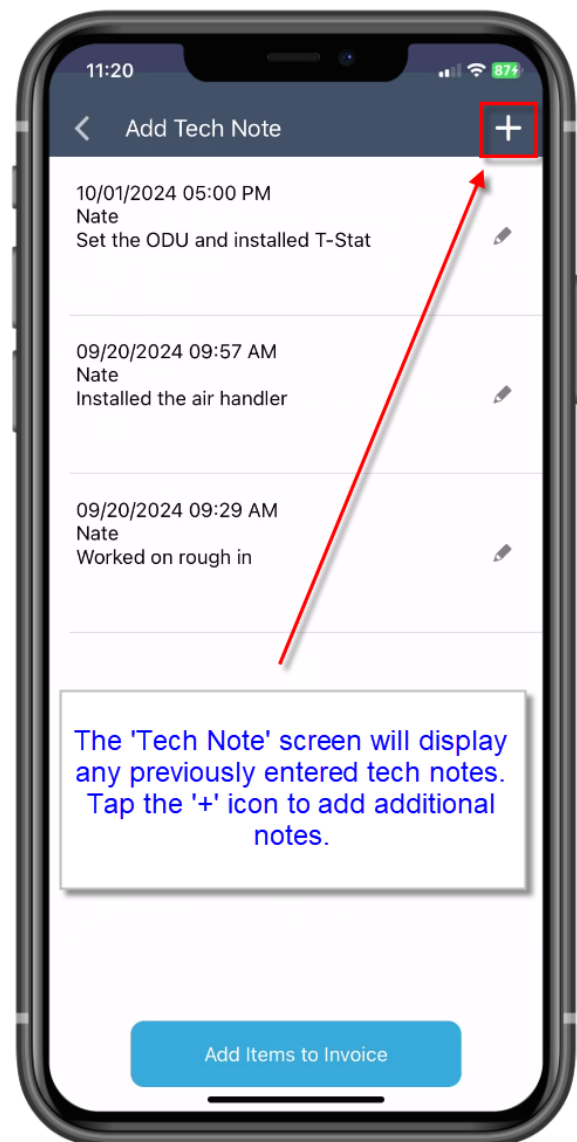 11:20
87
Add Tech Note
+
10/01/2024 05:00 PM
Nate
Set the ODU and installed T-Stat
09/20/2024 09:57 AM
Nate
Installed the air handler
09/20/2024 09:29 AM
Nate
Worked on rough in
The 'Tech Note' screen will display
any previously entered tech notes.
Tap the '+' icon to add additional
notes.
Add Items to Invoice